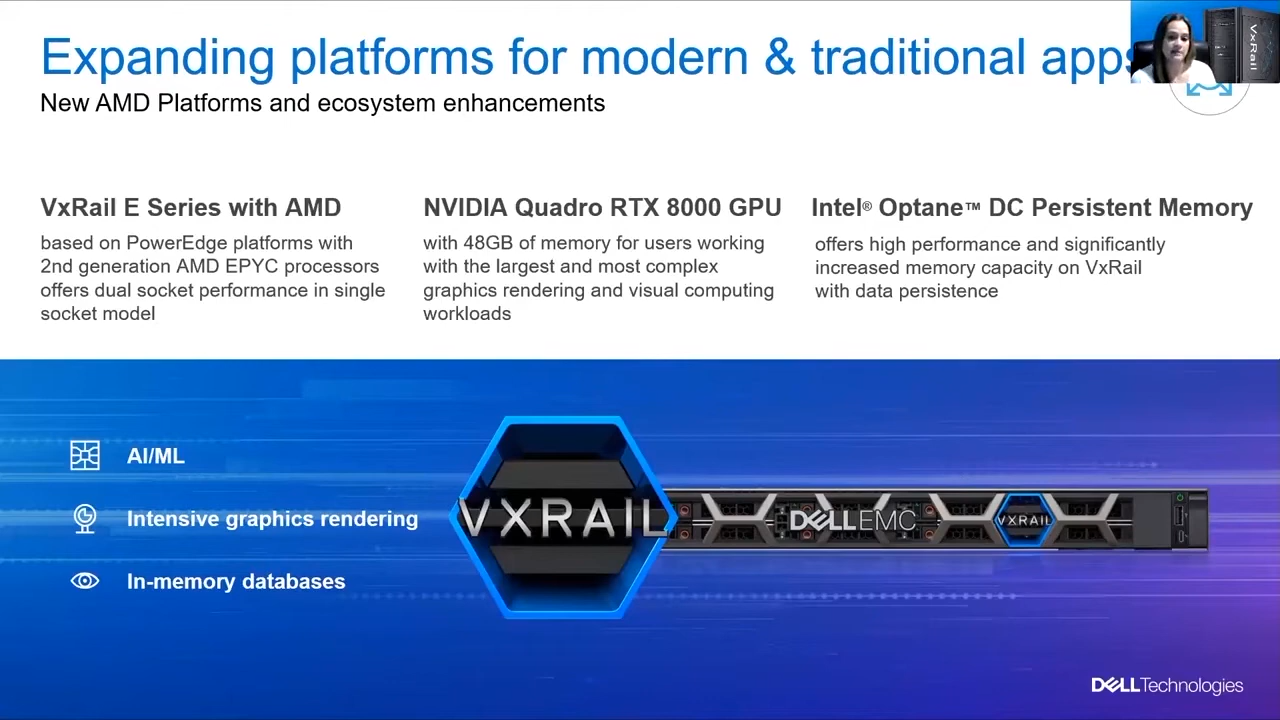 Expanding platforms for modern & traditional apps
New AMD Platforms and ecosystem enhancements
VxRail
VxRail E Series with AMD
based on PowerEdge platforms with
2nd generation AMD EPYC processors
offers dual socket performance in single
socket model
NVIDIA Quadro RTX 8000 GPU
with 48GB of memory for users working
with the largest and most complex
graphics rendering and visual computing
workloads
Intel® Optane™ DC Persistent Memory
offers high performance and significantly
increased memory capacity on VxRail
with data persistence
AI/ML
Intensive graphics rendering
In-memory databases
VXRAIL
DELLEMC
VXRAIL
DELLTechnologies